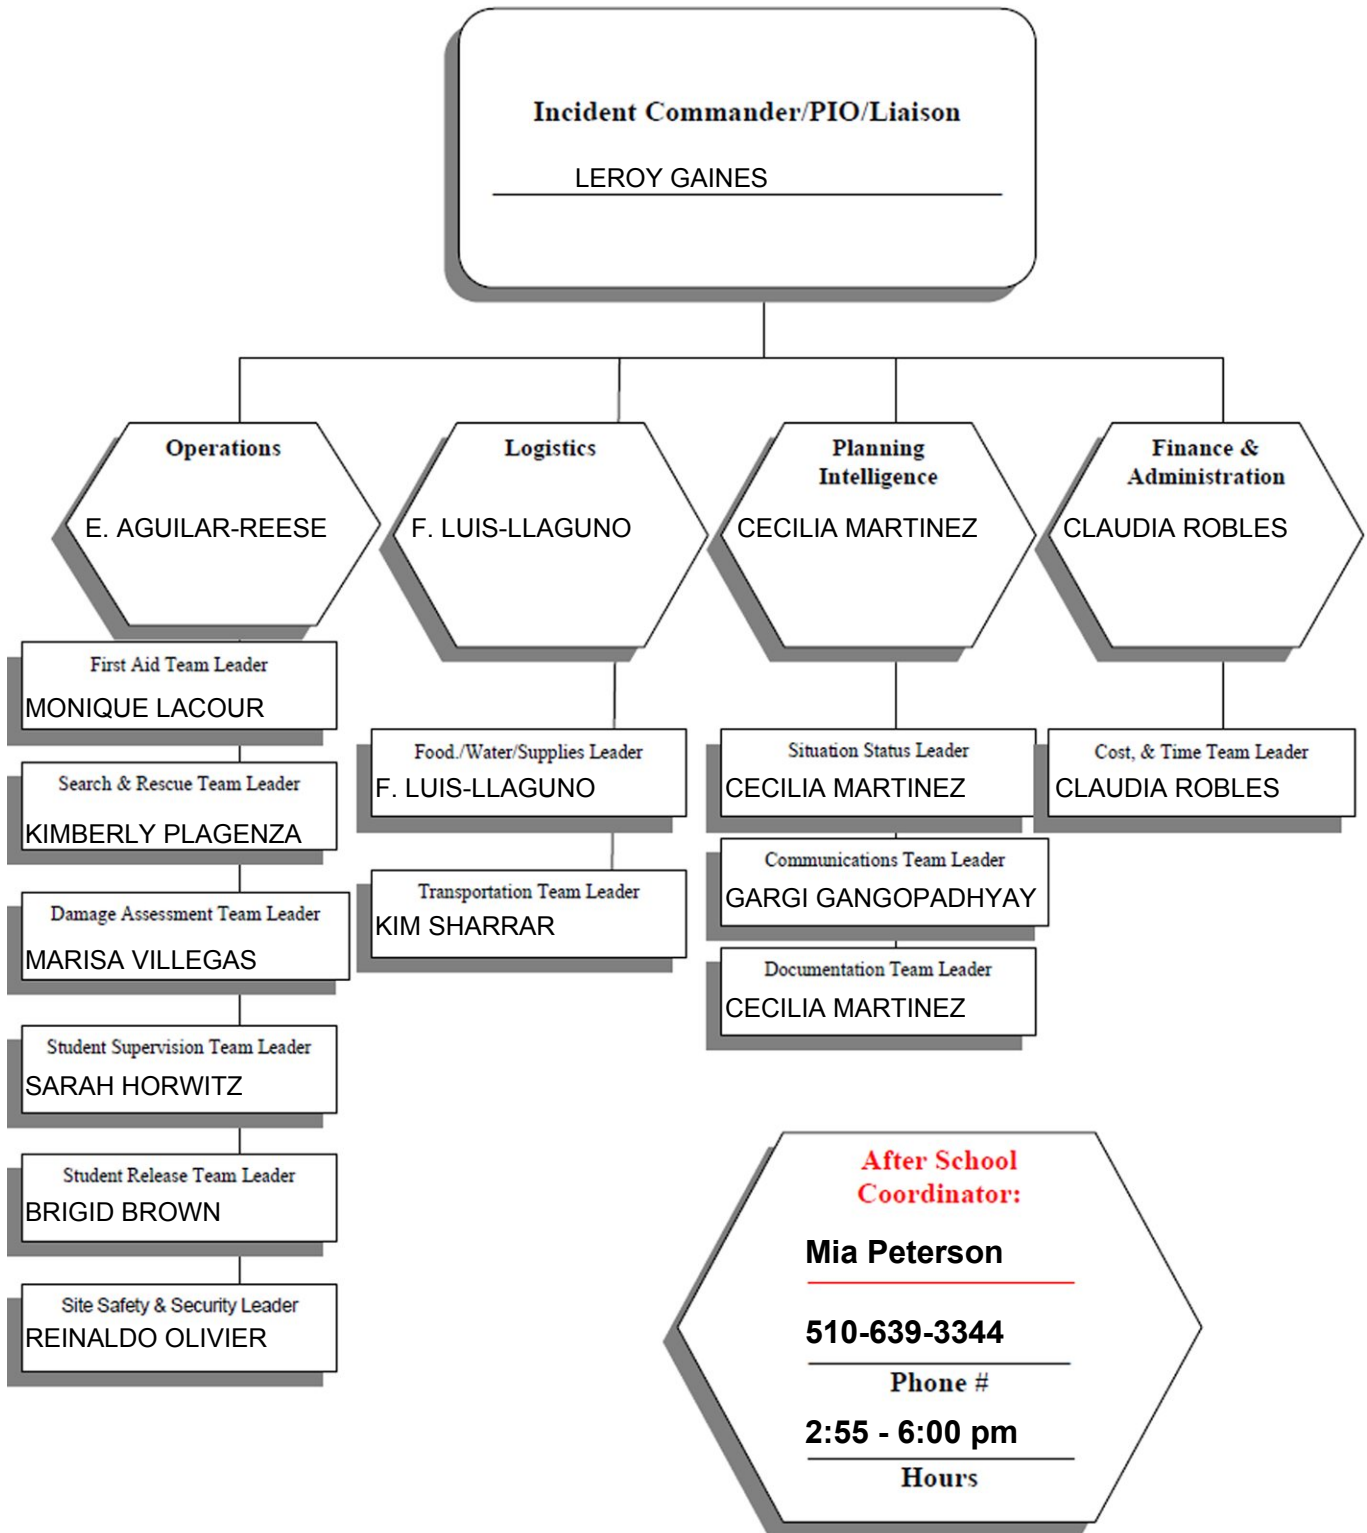 Incident Commander/PIO/Liaison
LEROY GAINES
Operations
E. AGUILAR-REESE
First Aid Team Leader
MONIQUE LACOUR
Search & Rescue Team Leader
KIMBERLY PLAGENZA
Damage Assessment Team Leader
MARISA VILLEGAS
Student Supervision Team Leader
SARAH HORWITZ
Student Release Team Leader
BRIGID BROWN
Site Safety & Security Leader
REINALDO OLIVIER
Logistics
F. LUIS-LLAGUNO
Food./Water/Supplies Leader
F. LUIS-LLAGUNO
Transportation Team Leader
KIM SHARRAR
Planning
Intelligence
CECILIA MARTINEZ
Situation Status Leader
CECILIA MARTINEZ
Communications Team Leader
GARGI GANGOPADHYAY
Documentation Team Leader
CECILIA MARTINEZ
Finance &
Administration
CLAUDIA ROBLES
Cost, & Time Team Leader
CLAUDIA ROBLES
After School
Coordinator:
Mia Peterson
510-639-3344
Phone #
2:55 - 6:00 pm
Hours